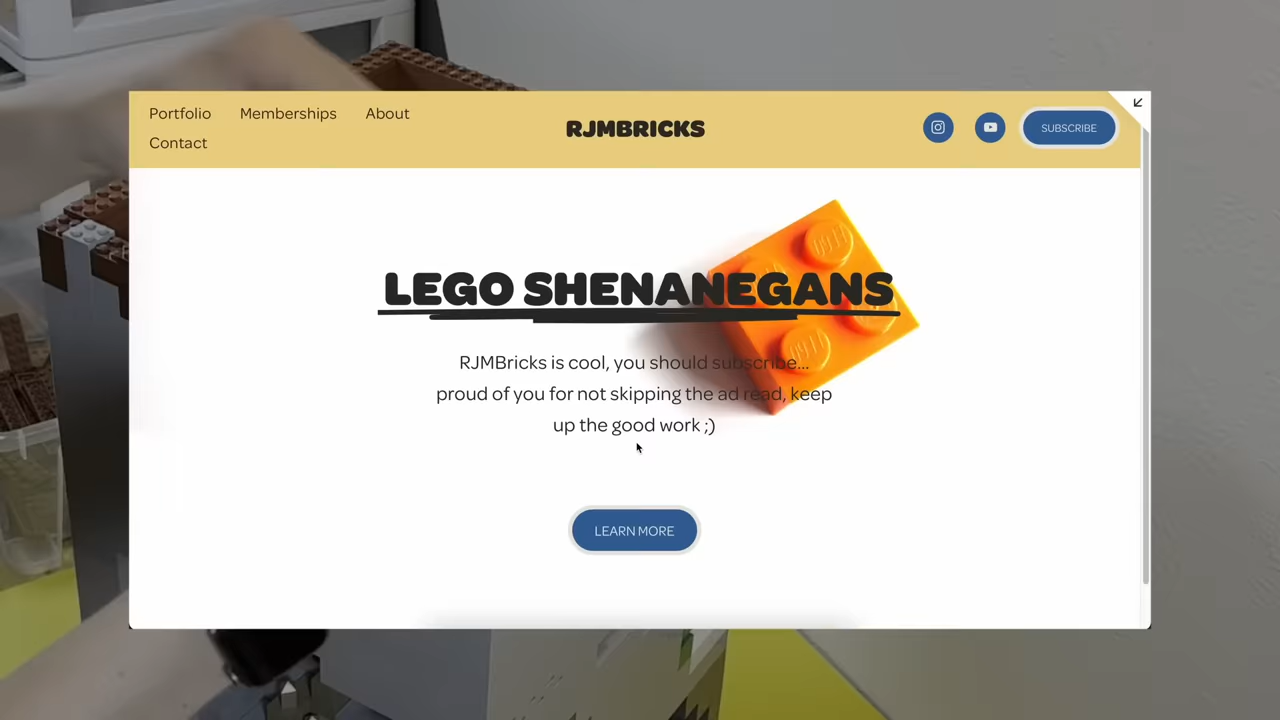 Portfolio Memberships About
Contact
RJMBRICKS
SUBSCRIBE
LEGO SHENANEGANS
RJMBricks is cool, you should subscribe...
proud of you for not skipping the ad read, keep
up the good work ;)
LEARN MORE